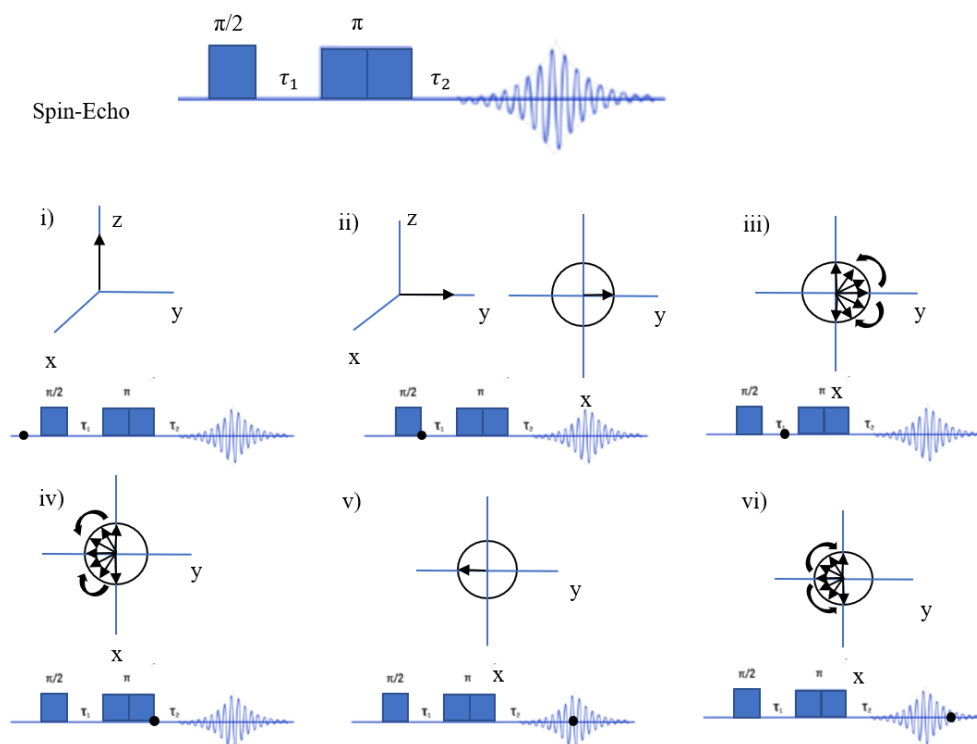 π/2 π
τ₁ τ₂
Spin-Echo
i) z y x
π/2 π
τ₁ τ₂
ii) z y x y x
π/2 π
τ₁ τ₂
iii) y x
π/2 π
τ₁ τ₂
iv) y x
π/2 π
τ₁ τ₂
v) y x
π/2 π
τ₁ τ₂
vi) y x
π/2 π
τ₁ τ₂